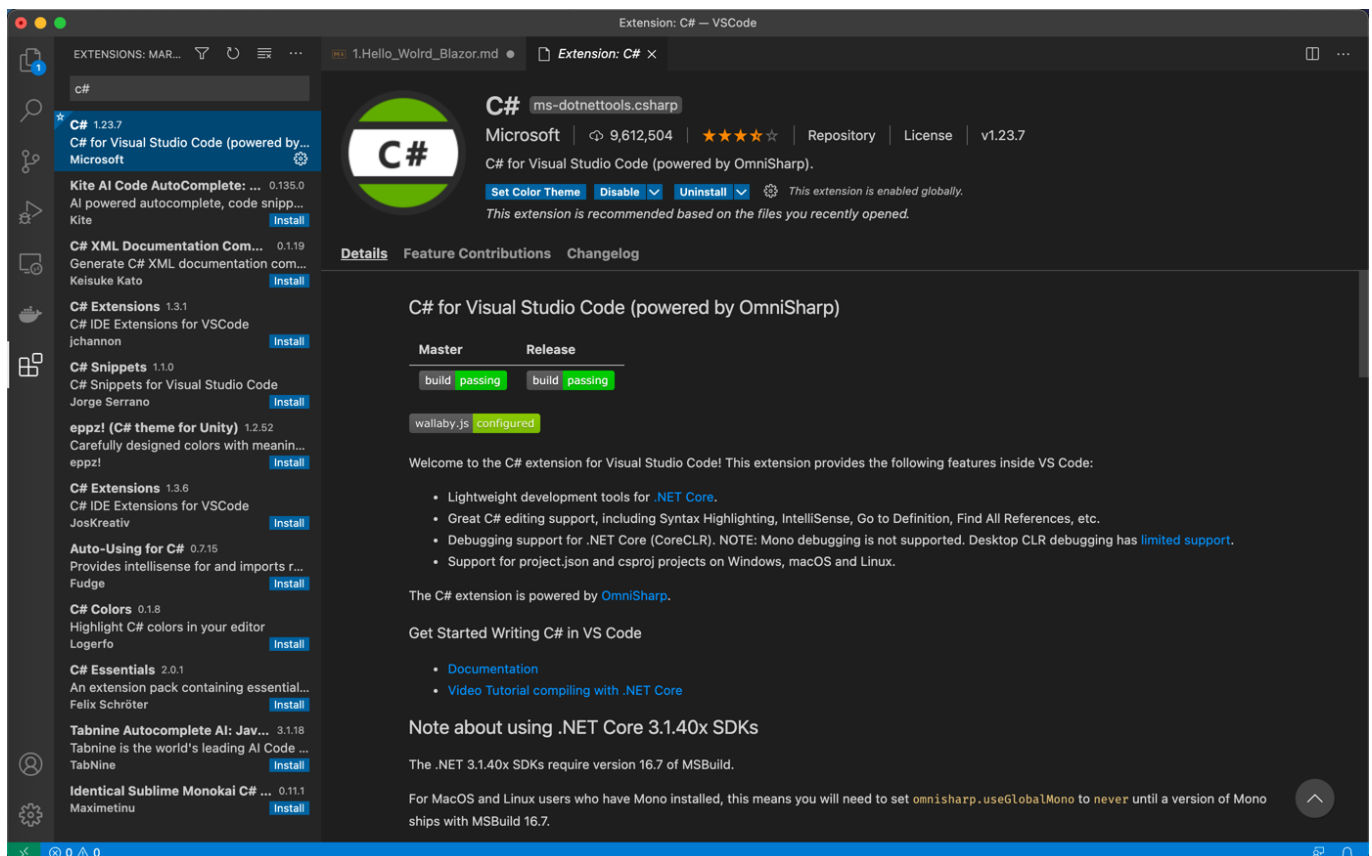 Extension: C# — VSCode
EXTENSIONS: MAR...
1.Hello_Wolrd_Blazor.md
Extension: C#
1
c#
C# 1.23.7
C# for Visual Studio Code (powered by...
Microsoft
Kite AI Code AutoComplete: ... 0.135.0
AI powered autocomplete, code snipp...
Kite Install
C# XML Documentation Com... 0.1.19
Generate C# XML documentation com...
Keisuke Kato Install
C# Extensions 1.3.1
C# IDE Extensions for VSCode
jchannon Install
C# Snippets 1.1.0
C# Snippets for Visual Studio Code
Jorge Serrano Install
eppz! (C# theme for Unity) 1.2.52
Carefully designed colors with meanin...
eppz! Install
C# Extensions 1.3.6
C# IDE Extensions for VSCode
JosKreativ Install
Auto-Using for C# 0.7.15
Provides intellisense for and imports r...
Fudge Install
C# Colors 0.1.8
Highlight C# colors in your editor
Logerfo Install
C# Essentials 2.0.1
An extension pack containing essential...
Felix Schröter Install
Tabnine Autocomplete AI: Jav... 3.1.18
Tabnine is the world's leading AI Code ...
TabNine Install
Identical Sublime Monokai C# ... 0.11.1
Maximetinu Install
C#
C# ms-dotnettools.csharp
Microsoft 9,612,504 Repository License v1.23.7
C# for Visual Studio Code (powered by OmniSharp).
Set Color Theme Disable Uninstall This extension is enabled globally.
This extension is recommended based on the files you recently opened.
Details Feature Contributions Changelog
C# for Visual Studio Code (powered by OmniSharp)
Master Release
build passing build passing
wallaby.js configured
Welcome to the C# extension for Visual Studio Code! This extension provides the following features inside VS Code:
• Lightweight development tools for .NET Core.
• Great C# editing support, including Syntax Highlighting, IntelliSense, Go to Definition, Find All References, etc.
• Debugging support for .NET Core (CoreCLR). NOTE: Mono debugging is not supported. Desktop CLR debugging has limited support.
• Support for project.json and csproj projects on Windows, macOS and Linux.
The C# extension is powered by OmniSharp.
Get Started Writing C# in VS Code
• Documentation
• Video Tutorial compiling with .NET Core
Note about using .NET Core 3.1.40x SDKs
The .NET 3.1.40x SDKs require version 16.7 of MSBuild.
For MacOS and Linux users who have Mono installed, this means you will need to set omnisharp.useGlobalMono to never until a version of Mono
ships with MSBuild 16.7.
0 0